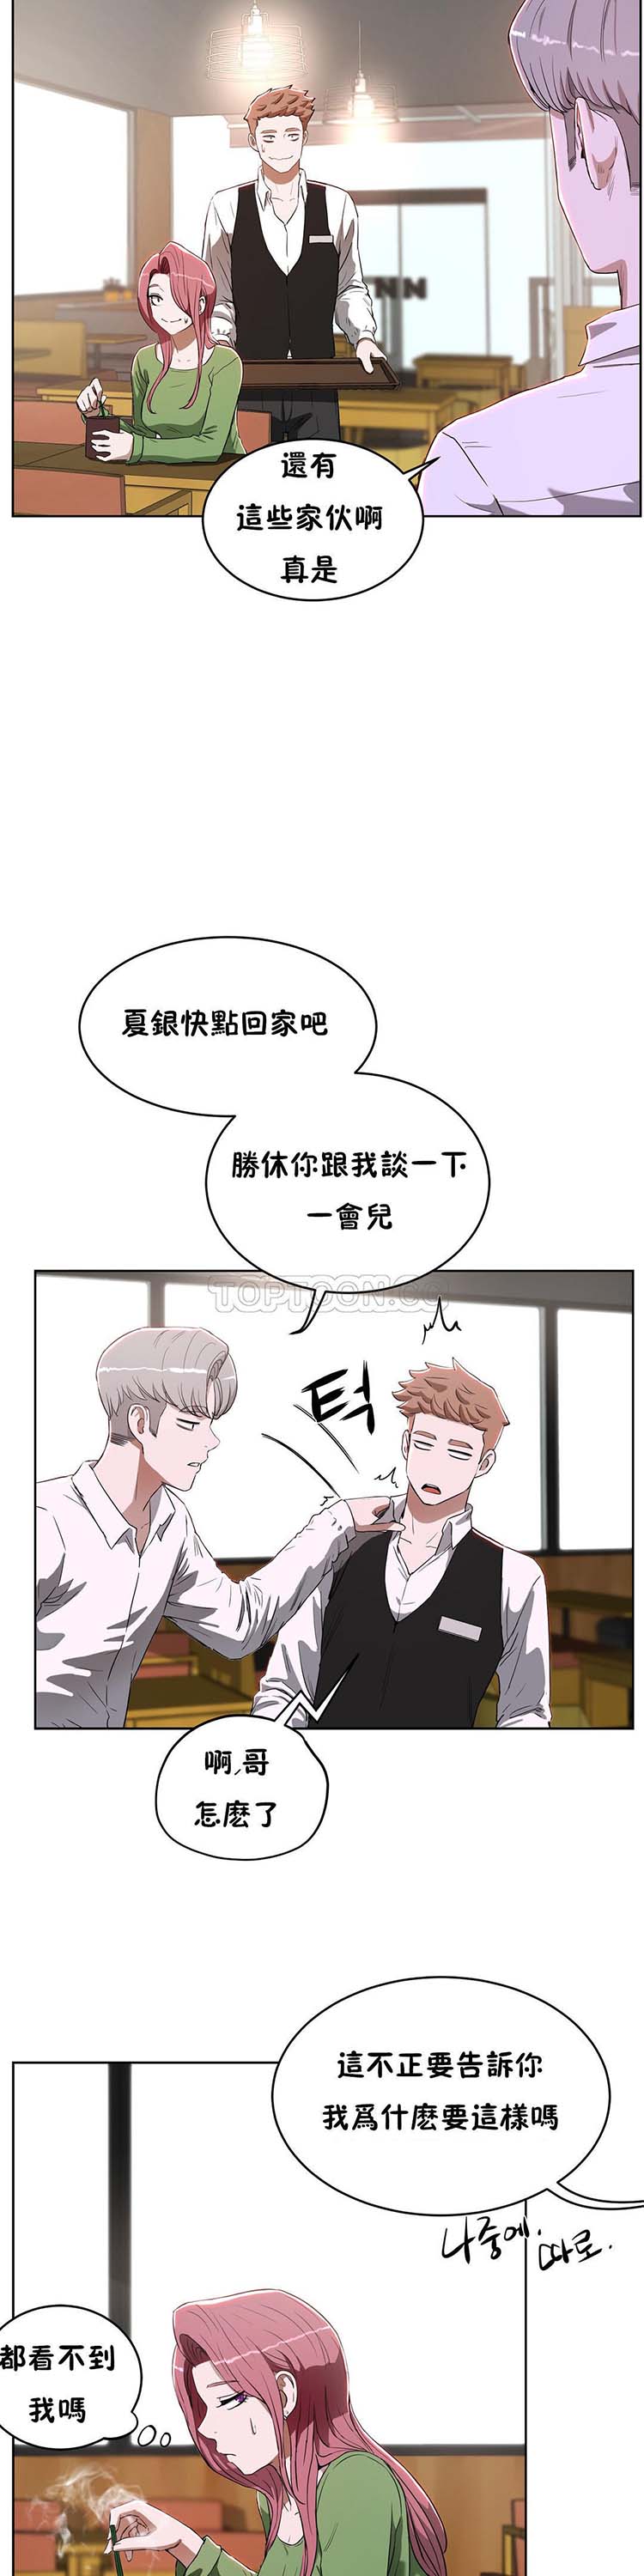 NN
還有
這些家伙啊
真是
夏銀快點回家吧
勝休你跟我談一下
一會兒
TOPTOON.CC
턱
啊,哥
怎麽了
這不正要告訴你
我爲什麽要這樣嗎
나중에.
따로.
都看不到
我嗎